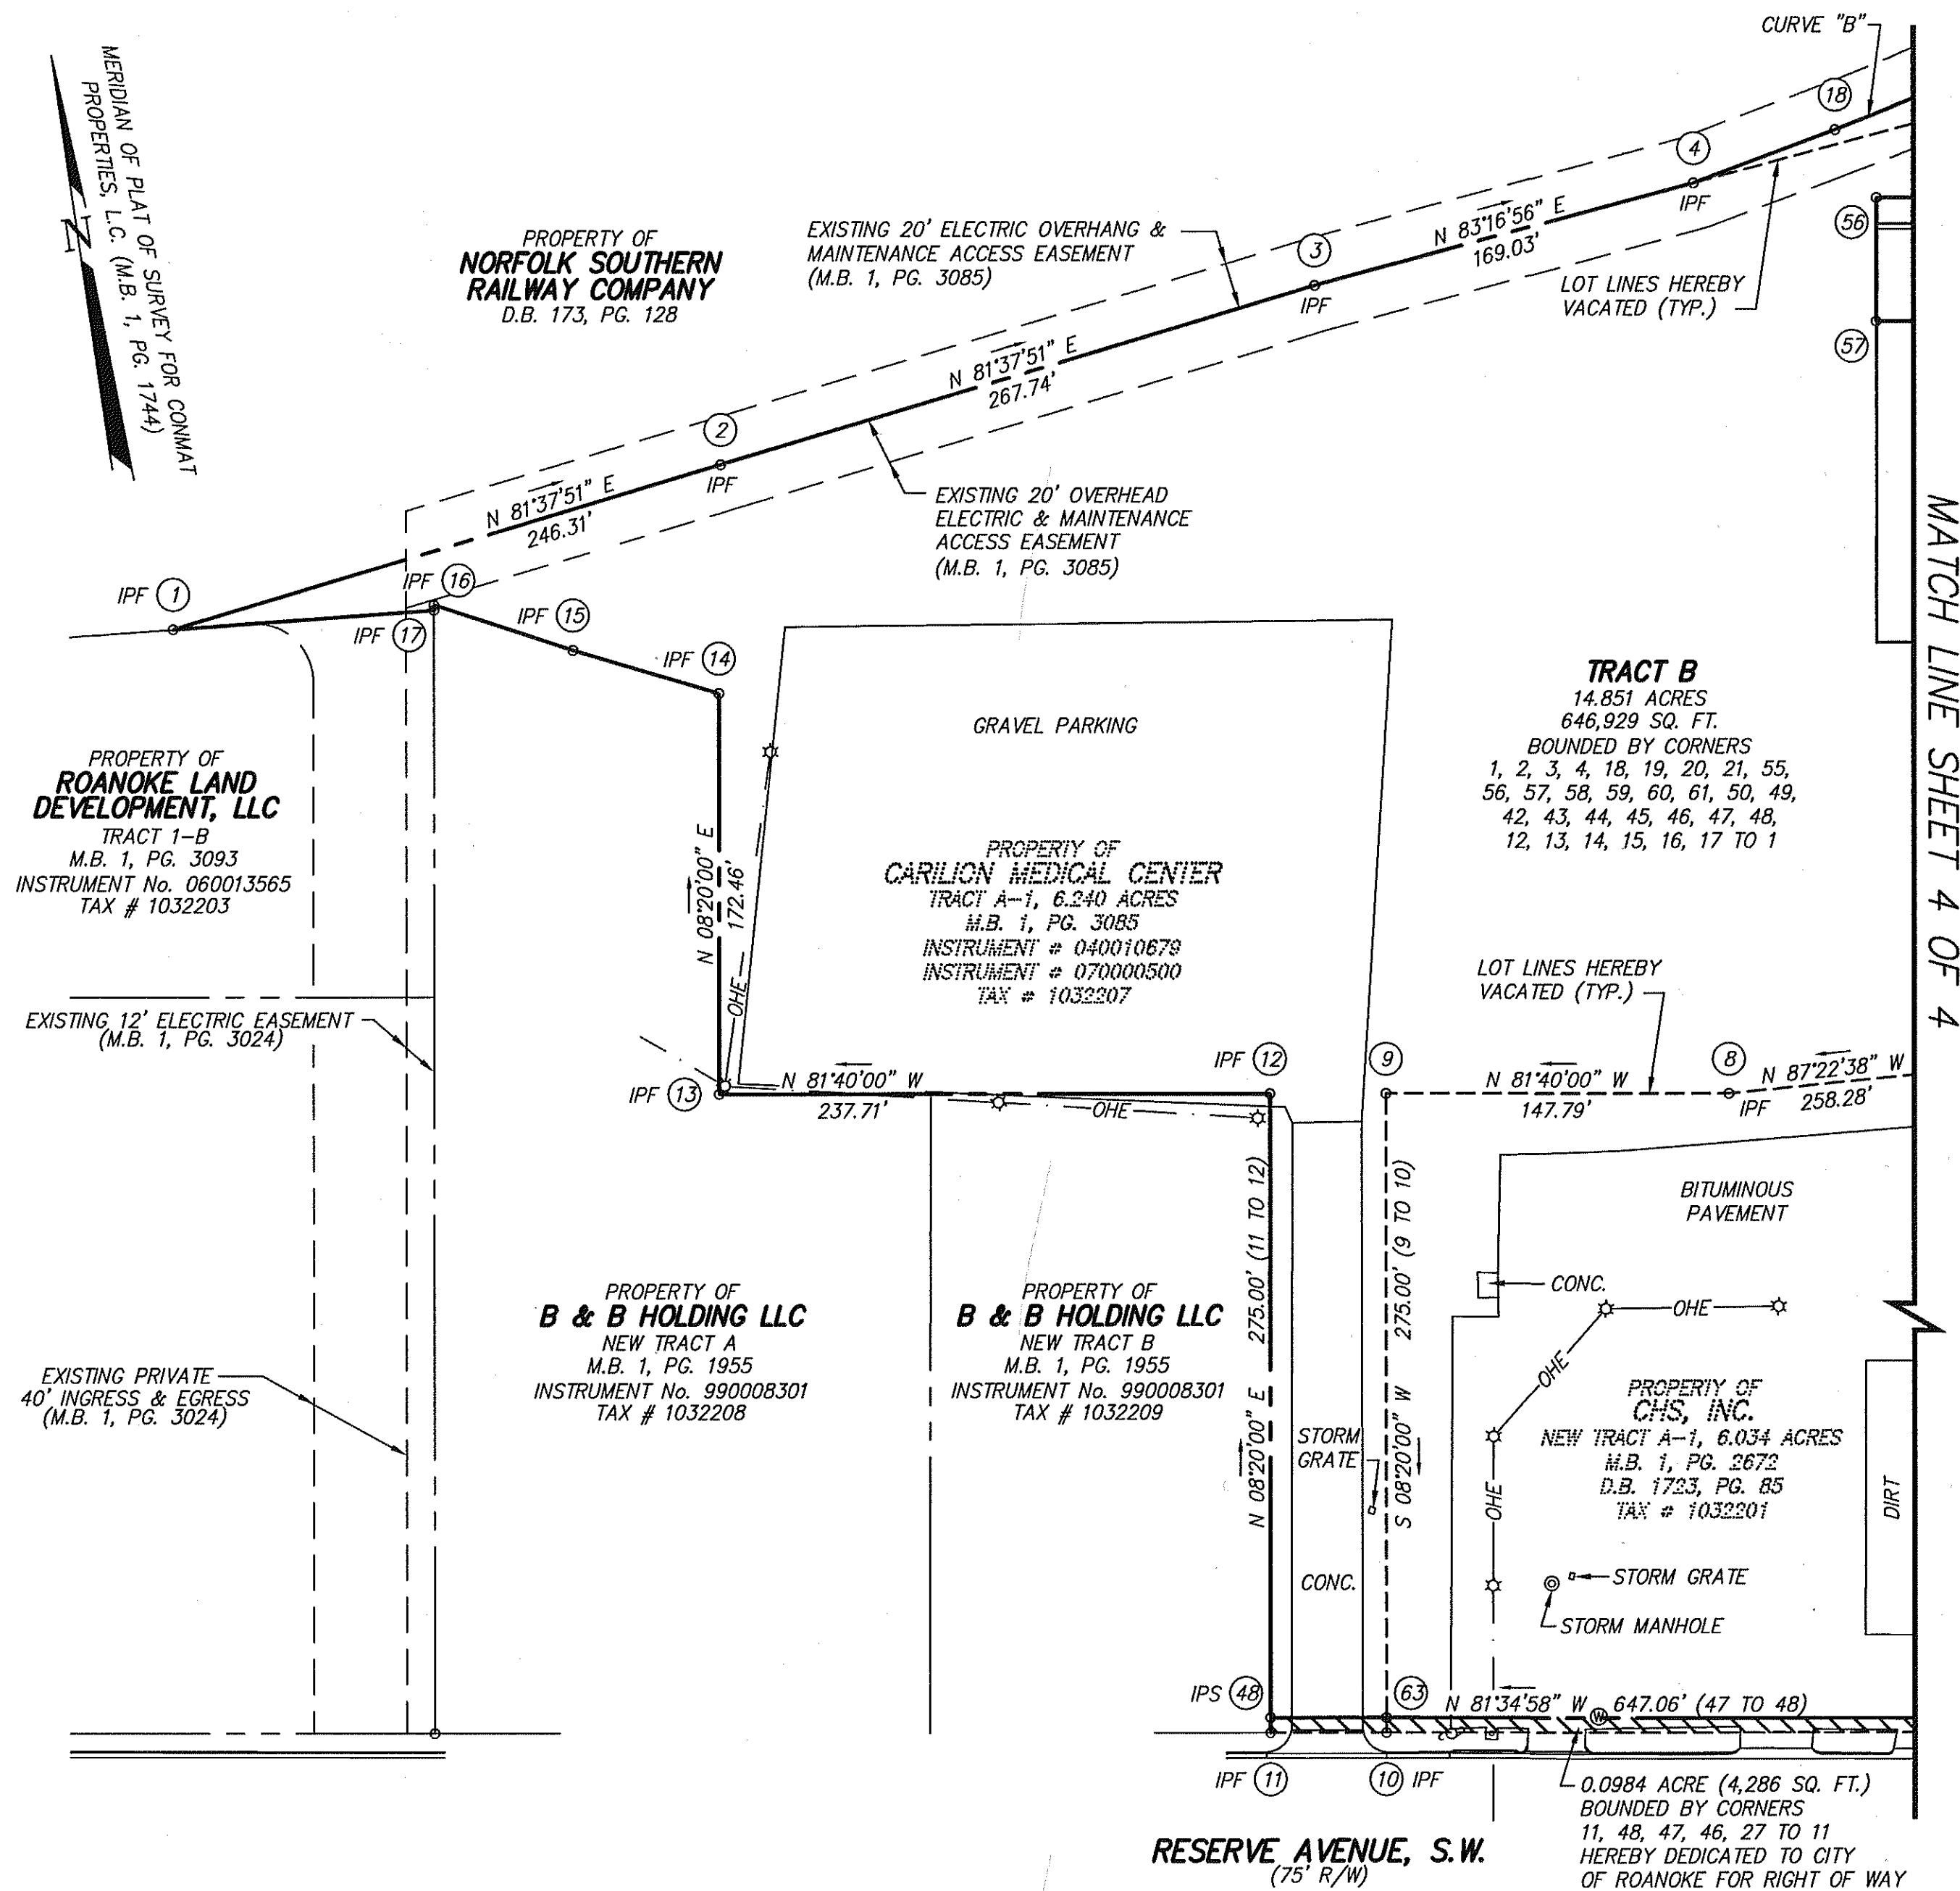 CURVE "B"
MERIDIAN OF PLAT OF SURVEY FOR CONMAT
PROPERTIES, L.C. (M.B. 1, PG. 1744)
N
18
4
IPF
PROPERTY OF
NORFOLK SOUTHERN
RAILWAY COMPANY
D.B. 173, PG. 128
EXISTING 20' ELECTRIC OVERHANG &
MAINTENANCE ACCESS EASEMENT
(M.B. 1, PG. 3085)
3
IPF
N 83°16'56" E
169.03'
56
LOT LINES HEREBY
VACATED (TYP.)
57
N 81°37'51" E
267.74'
2
IPF
N 81°37'51" E
246.31'
EXISTING 20' OVERHEAD
ELECTRIC & MAINTENANCE
ACCESS EASEMENT
(M.B. 1, PG. 3085)
MATCH LINE SHEET 4 OF 4
IPF 1
IPF 16
IPF 17
IPF 15
IPF 14
GRAVEL PARKING
TRACT B
14.851 ACRES
646,929 SQ. FT.
BOUNDED BY CORNERS
1, 2, 3, 4, 18, 19, 20, 21, 55,
56, 57, 58, 59, 60, 61, 50, 49,
42, 43, 44, 45, 46, 47, 48,
12, 13, 14, 15, 16, 17 TO 1
PROPERTY OF
ROANOKE LAND
DEVELOPMENT, LLC
TRACT 1-B
M.B. 1, PG. 3093
INSTRUMENT No. 060013565
TAX # 1032203
N 08°20'00" E
172.46'
OHE
PROPERTY OF
CARILION MEDICAL CENTER
TRACT A-1, 6.240 ACRES
M.B. 1, PG. 3085
INSTRUMENT # 040010679
INSTRUMENT # 070000500
TAX # 1032207
LOT LINES HEREBY
VACATED (TYP.)
EXISTING 12' ELECTRIC EASEMENT
(M.B. 1, PG. 3024)
IPF 13
N 81°40'00" W
237.71'
OHE
IPF 12
9
N 81°40'00" W
147.79'
8
IPF
N 87°22'38" W
258.28'
N 08°20'00" E 275.00' (11 TO 12)
S 08°20'00" W 275.00' (9 TO 10)
BITUMINOUS
PAVEMENT
CONC.
OHE
OHE
OHE
PROPERTY OF
B & B HOLDING LLC
NEW TRACT A
M.B. 1, PG. 1955
INSTRUMENT No. 990008301
TAX # 1032208
PROPERTY OF
B & B HOLDING LLC
NEW TRACT B
M.B. 1, PG. 1955
INSTRUMENT No. 990008301
TAX # 1032209
EXISTING PRIVATE
40' INGRESS & EGRESS
(M.B. 1, PG. 3024)
PROPERTY OF
CHS, INC.
NEW TRACT A-1, 6.034 ACRES
M.B. 1, PG. 2672
D.B. 1723, PG. 85
TAX # 1032201
STORM
GRATE
DIRT
CONC.
STORM GRATE
STORM MANHOLE
IPS 48
63
N 81°34'58" W 647.06' (47 TO 48)
W
IPF 11
10 IPF
0.0984 ACRE (4,286 SQ. FT.)
BOUNDED BY CORNERS
11, 48, 47, 46, 27 TO 11
HEREBY DEDICATED TO CITY
OF ROANOKE FOR RIGHT OF WAY
RESERVE AVENUE, S.W.
(75' R/W)